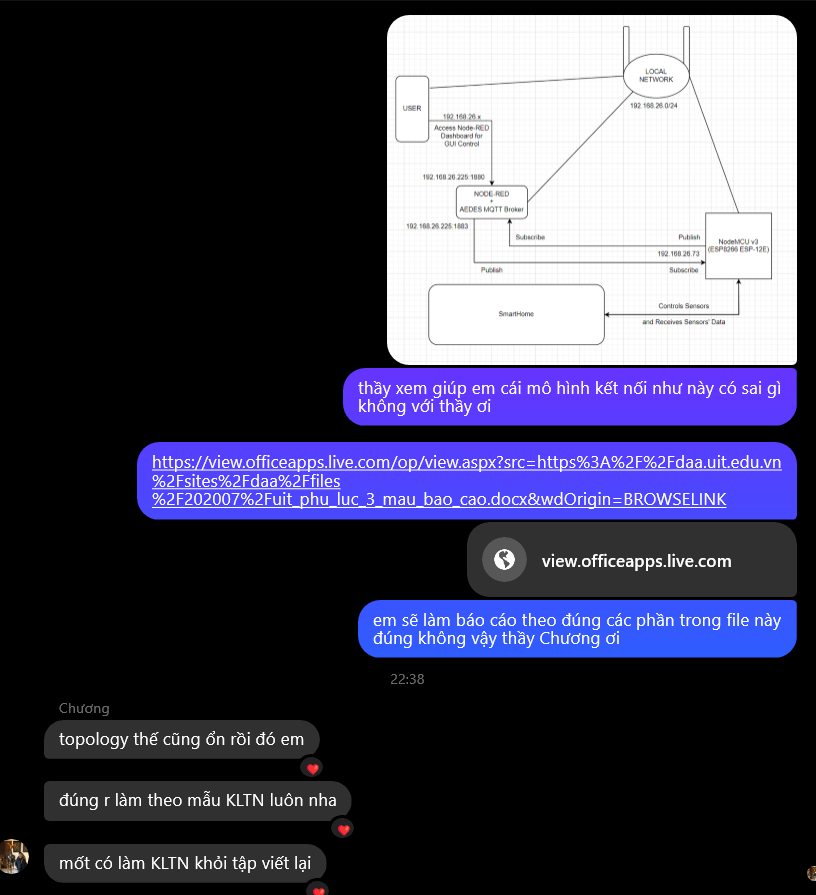 LOCAL
NETWORK
192.168.26.0/24
USER
192.168.26.x
Access Node-RED
Dashboard for
GUI Control
192.168.26.225:1880
NODE-RED
+
AEDES MQTT Broker
192.168.26.225:1883
Subscribe
Publish
NodeMCU v3
(ESP8266 ESP-12E)
192.168.26.73
Publish
Subscribe
SmartHome
Controls Sensors
and Receives Sensors' Data
thầy xem giúp em cái mô hình kết nối như này có sai gì
không với thầy ơi
https://view.officeapps.live.com/op/view.aspx?src=https%3A%2F%2Fdaa.uit.edu.vn
%2Fsites%2Fdaa%2Ffiles
%2F202007%2Fuit_phu_luc_3_mau_bao_cao.docx&wdOrigin=BROWSELINK
view.officeapps.live.com
em sẽ làm báo cáo theo đúng các phần trong file này
đúng không vậy thầy Chương ơi
22:38
Chương
topology thế cũng ổn rồi đó em
đúng r làm theo mẫu KLTN luôn nha
mốt có làm KLTN khỏi tập viết lại